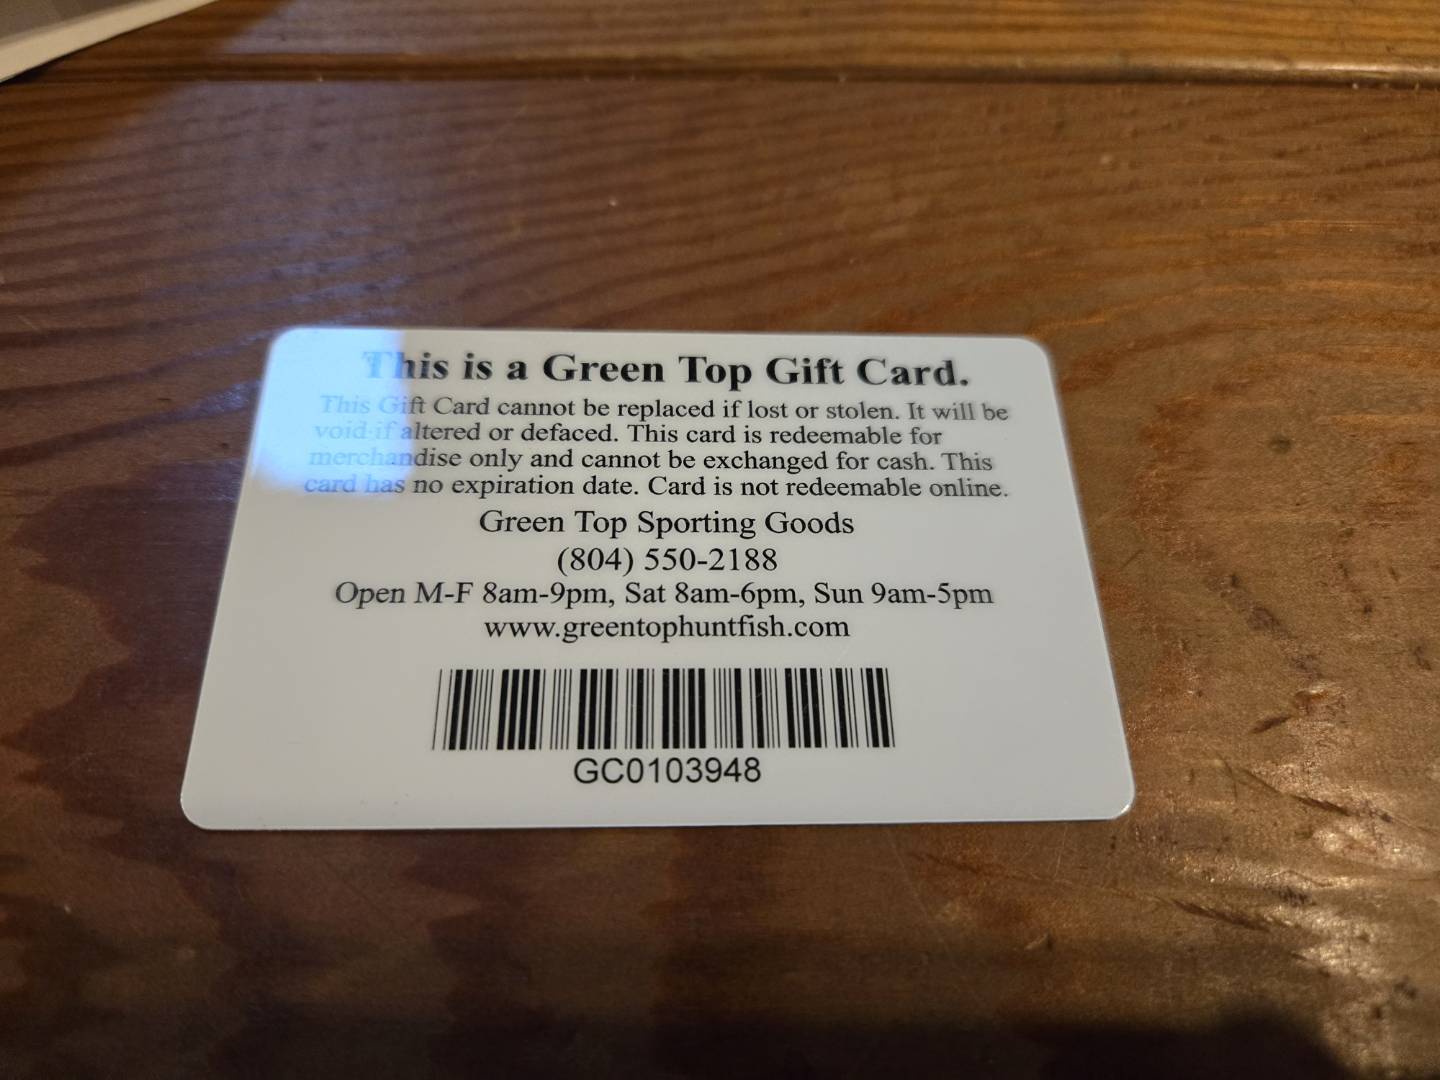 This is a Green Top Gift Card.
This Gift Card cannot be replaced if lost or stolen. It will be
void if altered or defaced. This card is redeemable for
merchandise only and cannot be exchanged for cash. This
card has no expiration date. Card is not redeemable online.
Green Top Sporting Goods
(804) 550-2188
Open M-F 8am-9pm, Sat 8am-6pm, Sun 9am-5pm
www.greentophuntfish.com
GC0103948